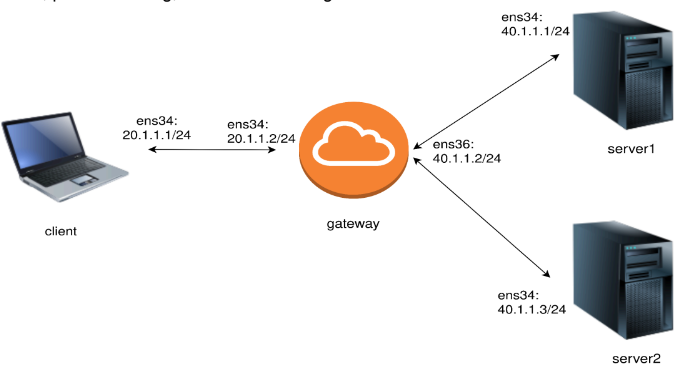 ens34:
40.1.1.1/24
server1
ens34:
20.1.1.1/24
ens34:
20.1.1.2/24
ens36:
40.1.1.2/24
client
gateway
ens34:
40.1.1.3/24
server2